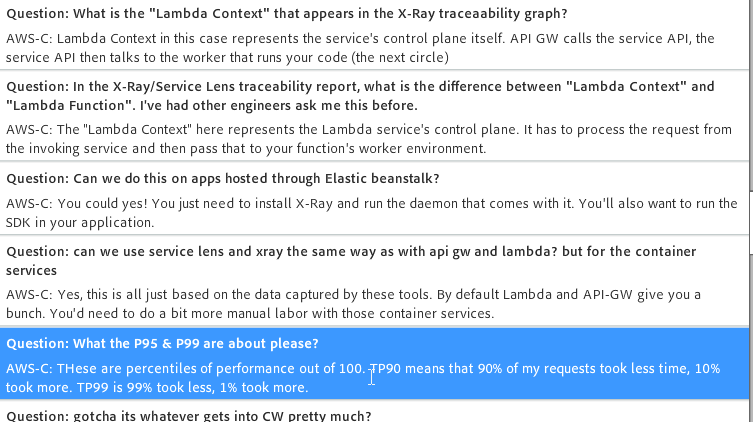 Question: What is the "Lambda Context" that appears in the X-Ray traceaability graph?
AWS-C: Lambda Context in this case represents the service's control plane itself. API GW calls the service API, the
service API then talks to the worker that runs your code (the next circle)
Question: In the X-Ray/Service Lens traceability report, what is the difference between "Lambda Context" and
"Lambda Function". I've had other engineers ask me this before.
AWS-C: The "Lambda Context" here represents the Lambda service's control plane. It has to process the request from
the invoking service and then pass that to your function's worker environment.
Question: Can we do this on apps hosted through Elastic beanstalk?
AWS-C: You could yes! You just need to install X-Ray and run the daemon that comes with it. You'll also want to run the
SDK in your application.
Question: can we use service lens and xray the same way as with api gw and lambda? but for the container
services
AWS-C: Yes, this is all just based on the data captured by these tools. By default Lambda and API-GW give you a
bunch. You'd need to do a bit more manual labor with those container services.
Question: What the P95 & P99 are about please?
AWS-C: THese are percentiles of performance out of 100. TP90 means that 90% of my requests took less time, 10%
took more. TP99 is 99% took less, 1% took more.
Question: gotcha its whatever gets into CW pretty much?